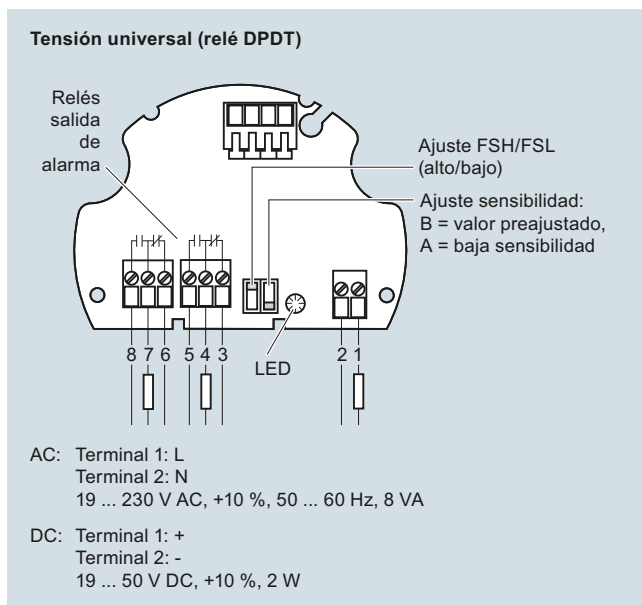 Tensión universal (relé DPDT)
Relés
salida
de
alarma
Ajuste FSH/FSL
(alto/bajo)
Ajuste sensibilidad:
B = valor preajustado,
A = baja sensibilidad
8 7 6 5 4 3
LED
2 1
AC: Terminal 1: L
Terminal 2: N
19 ... 230 V AC, +10 %, 50 ... 60 Hz, 8 VA
DC: Terminal 1: +
Terminal 2: -
19 ... 50 V DC, +10 %, 2 W